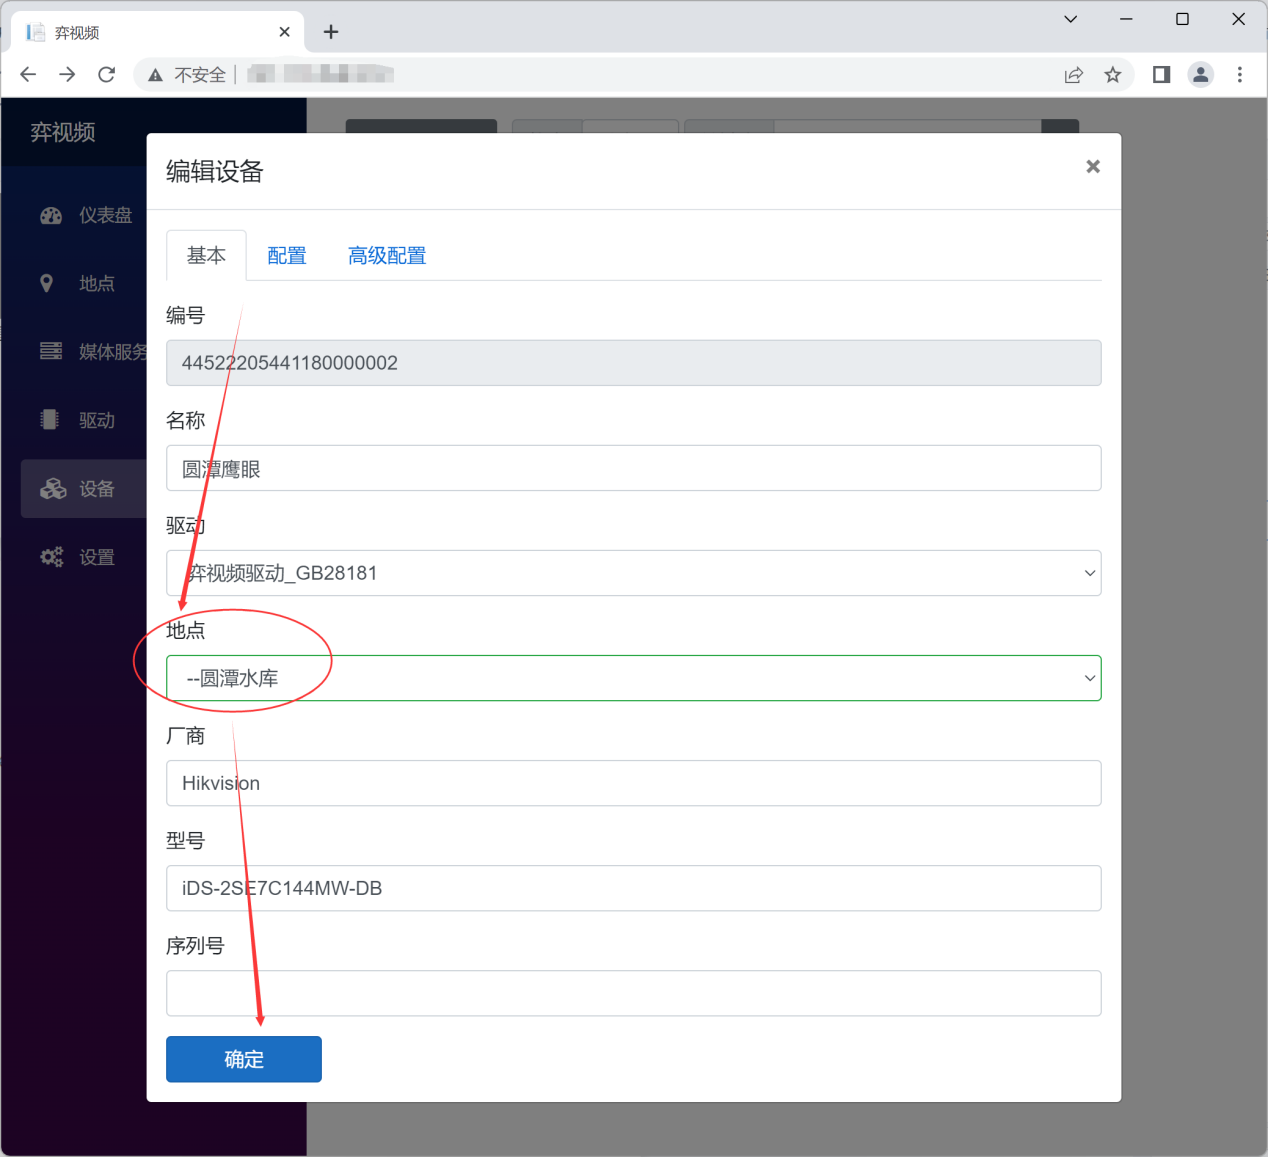 弈视频
不安全
弈视频
仪表盘
地点
媒体服务
驱动
设备
设置
编辑设备
基本 配置 高级配置
编号
44522205441180000002
名称
圆潭鹰眼
驱动
弈视频驱动_GB28181
地点
--圆潭水库
厂商
Hikvision
型号
iDS-2SE7C144MW-DB
序列号
确定